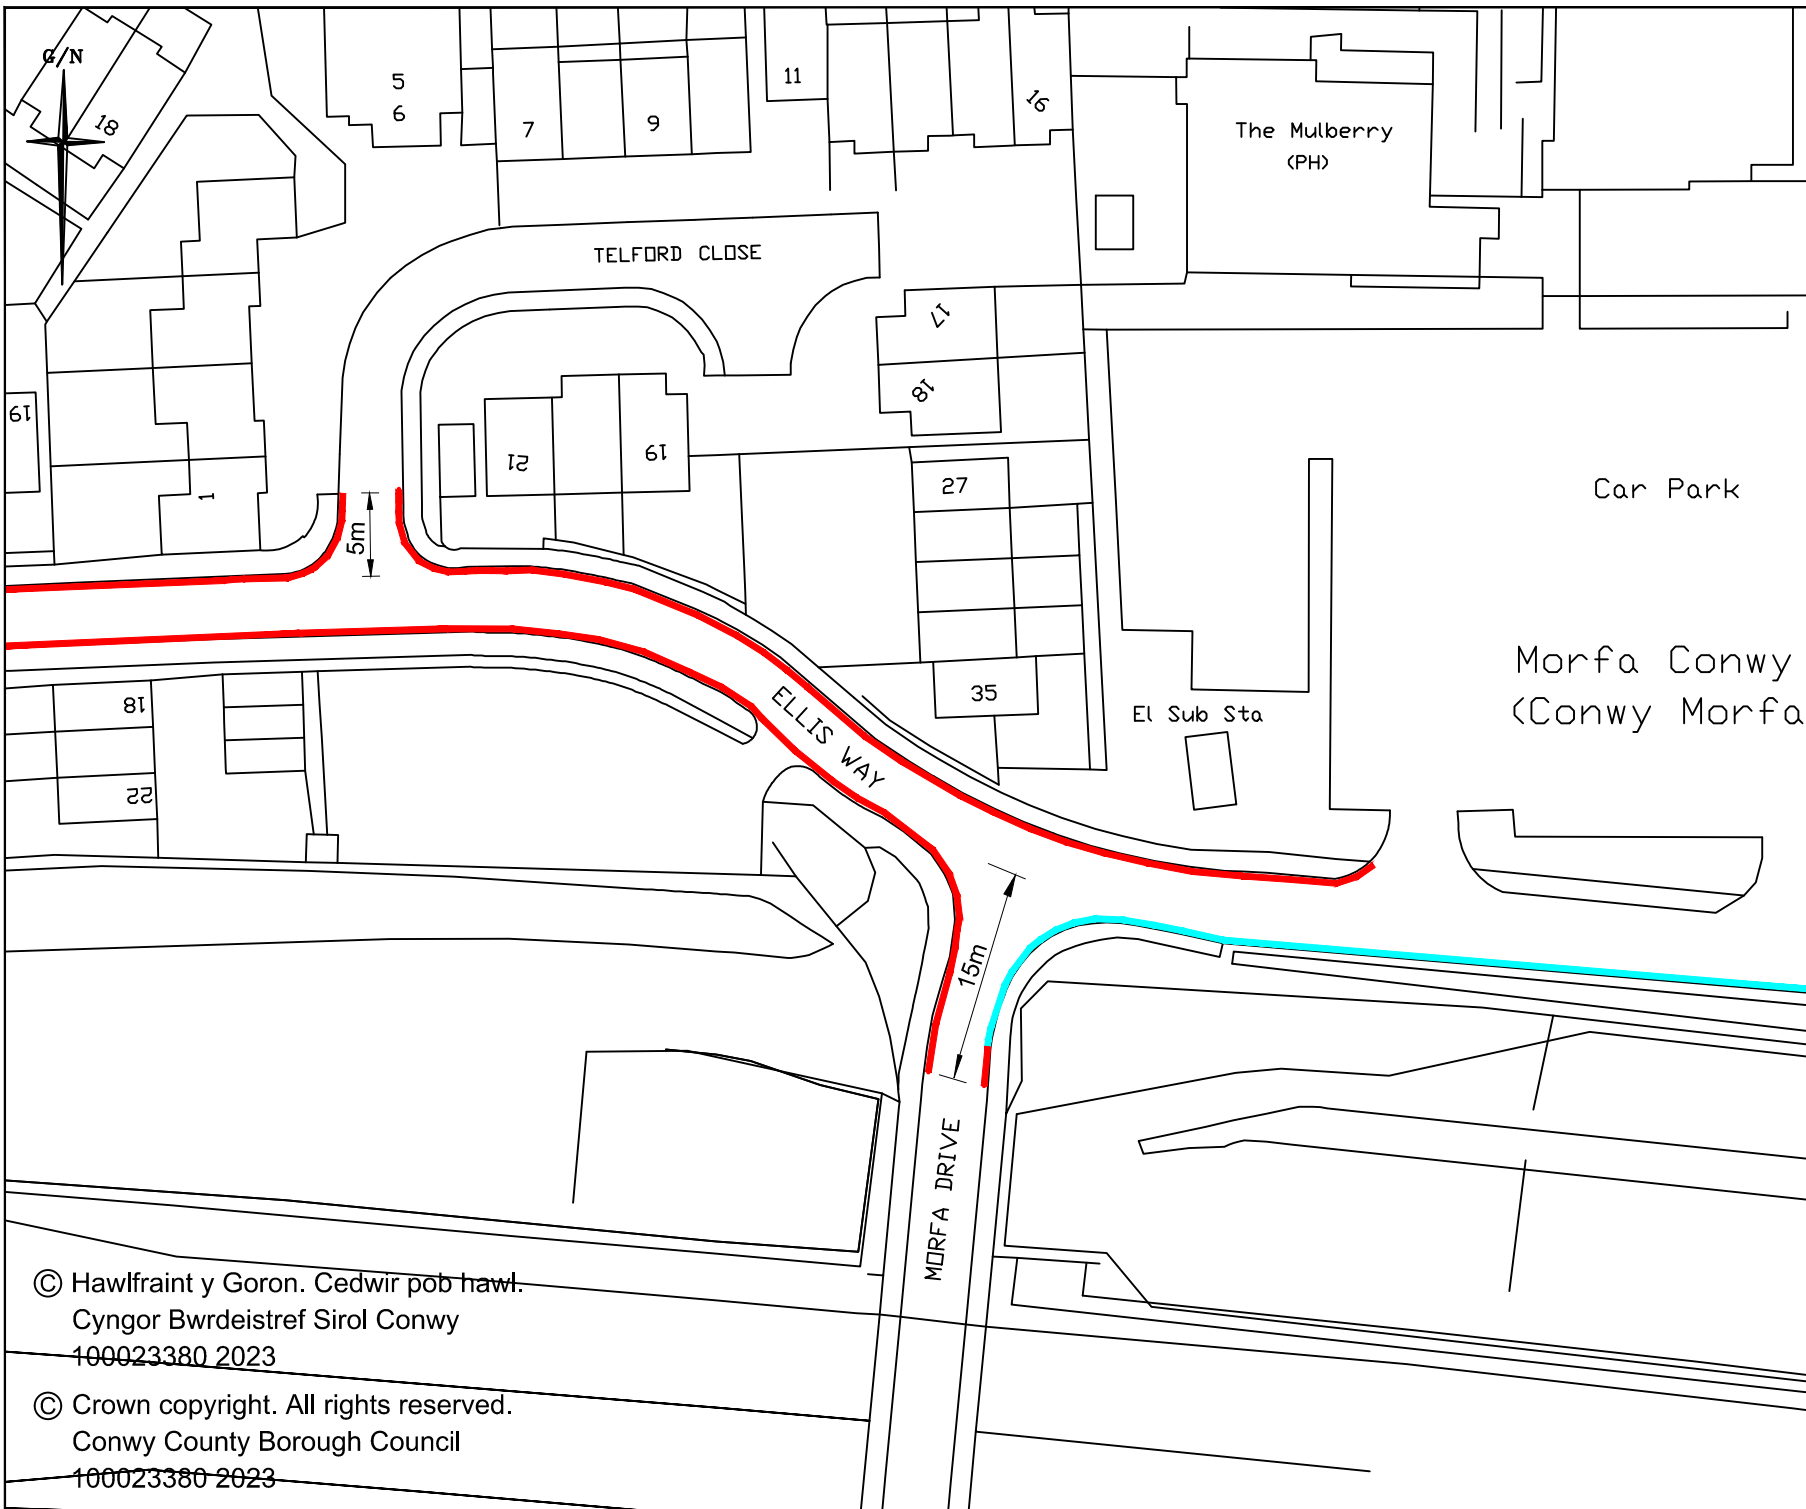 G/N
18
5
6
7
9
11
16
The Mulberry
(PH)
TELFORD CLOSE
17
18
19
1
21
19
27
5m
Car Park
35
Morfa Conwy
(Conwy Morfa
El Sub Sta
ELLIS WAY
18
22
15m
MORFA DRIVE
© Hawlfraint y Goron. Cedwir pob hawl.
Cyngor Bwrdeistref Sirol Conwy
100023380 2023
© Crown copyright. All rights reserved.
Conwy County Borough Council
100023380 2023